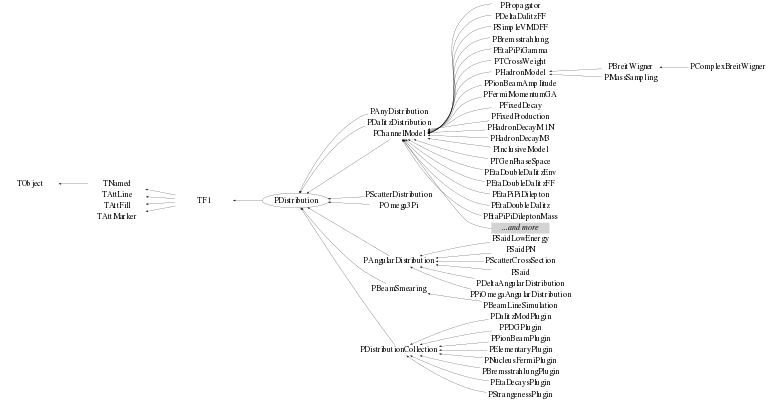 TObject
TNamed
TAttLine
TAttFill
TAttMarker
TF1
PDistribution
PAnyDistribution
PDalitzDistribution
PChannelModel
PScatterDistribution
POmega3Pi
PAngularDistribution
PBeamSmearing
PDistributionCollection
PPropagator
PDeltaDalitzFF
PSimpleVMDFF
PBremsstrahlung
PEtaPiPiGamma
PTCrossWeight
PHadronModel
PPionBeamAmplitude
PFermiMomentumGA
PFixedDecay
PFixedProduction
PHadronDecayM1N
PHadronDecayM3
PInclusiveModel
PTGenPhaseSpace
PEtaDoubleDalitzEnv
PEtaDoubleDalitzFF
PEtaPiPiDilepton
PEtaDoubleDalitz
PEtaPiPiDileptonMass
...and more
PSaidLowEnergy
PSaidPN
PScatterCrossSection
PSaid
PDeltaAngularDistribution
PPiOmegaAngularDistribution
PBeamLineSimulation
PDalitzModPlugin
PPDGPlugin
PPionBeamPlugin
PElementaryPlugin
PNucleusFermiPlugin
PBremsstrahlungPlugin
PEtaDecaysPlugin
PStrangenessPlugin
PBreitWigner
PMassSampling
PComplexBreitWigner